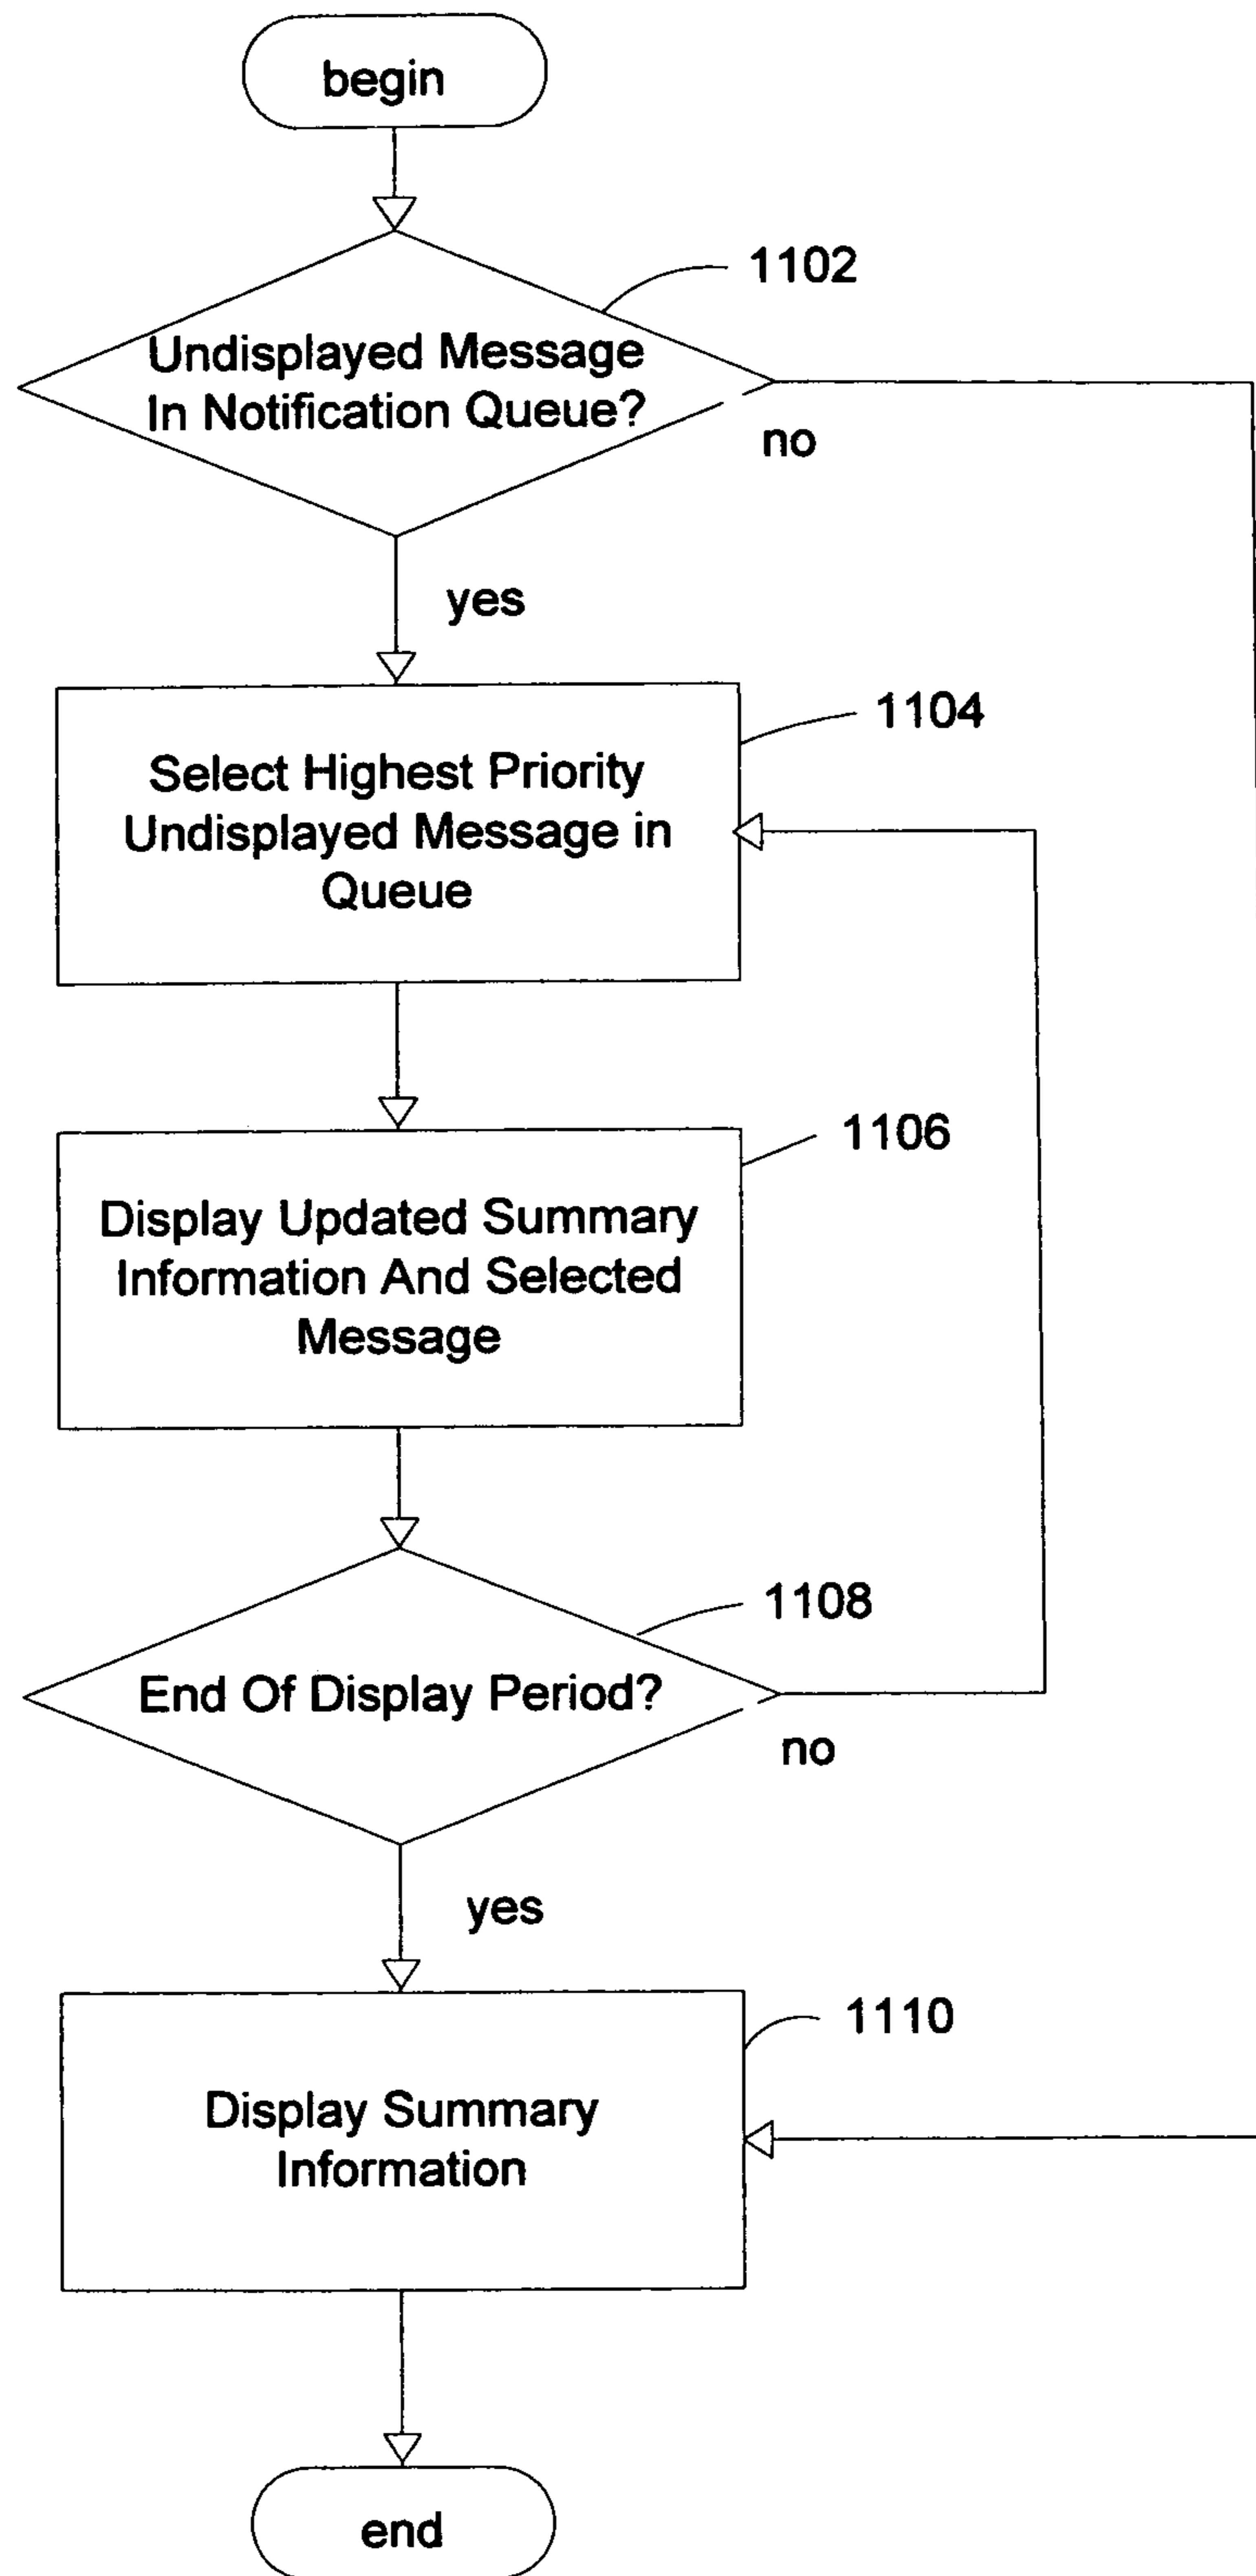 begin
1102
Undisplayed Message
In Notification Queue?
no
yes
1104
Select Highest Priority
Undisplayed Message in
Queue
1106
Display Updated Summary
Information And Selected
Message
1108
End Of Display Period?
no
yes
1110
Display Summary
Information
end